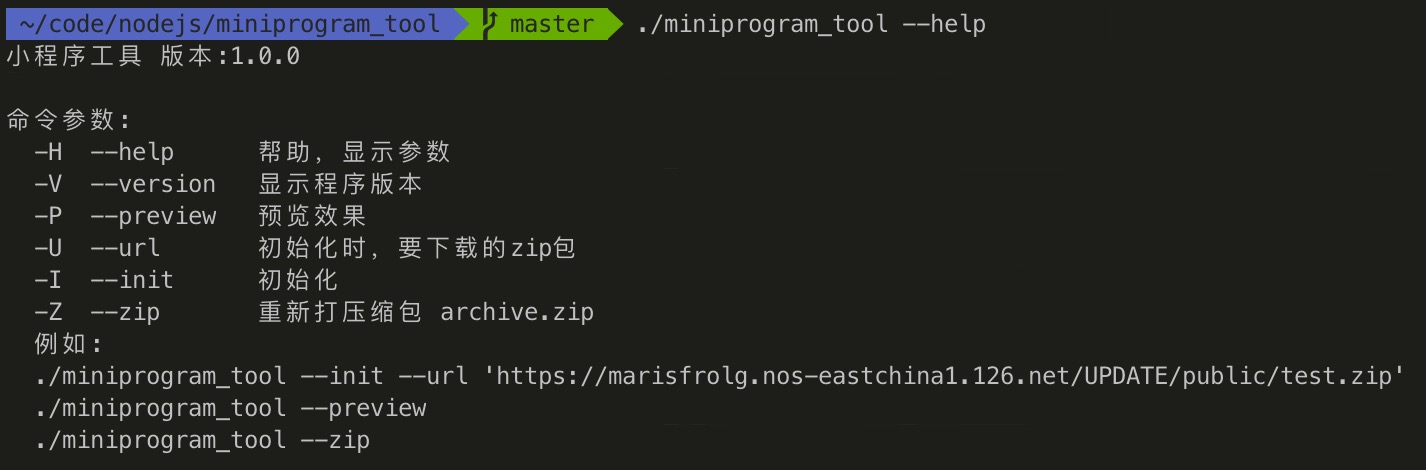 ~/code/nodejs/miniprogram_tool master ./miniprogram_tool --help
小程序工具 版本:1.0.0
命令参数:
-H --help 帮助, 显示参数
-V --version 显示程序版本
-P --preview 预览效果
-U --url 初始化时, 要下载的zip包
-I --init 初始化
-Z --zip 重新打压缩包 archive.zip
例如:
./miniprogram_tool --init --url 'https://marisfrolg.nos-eastchina1.126.net/UPDATE/public/test.zip'
./miniprogram_tool --preview
./miniprogram_tool --zip